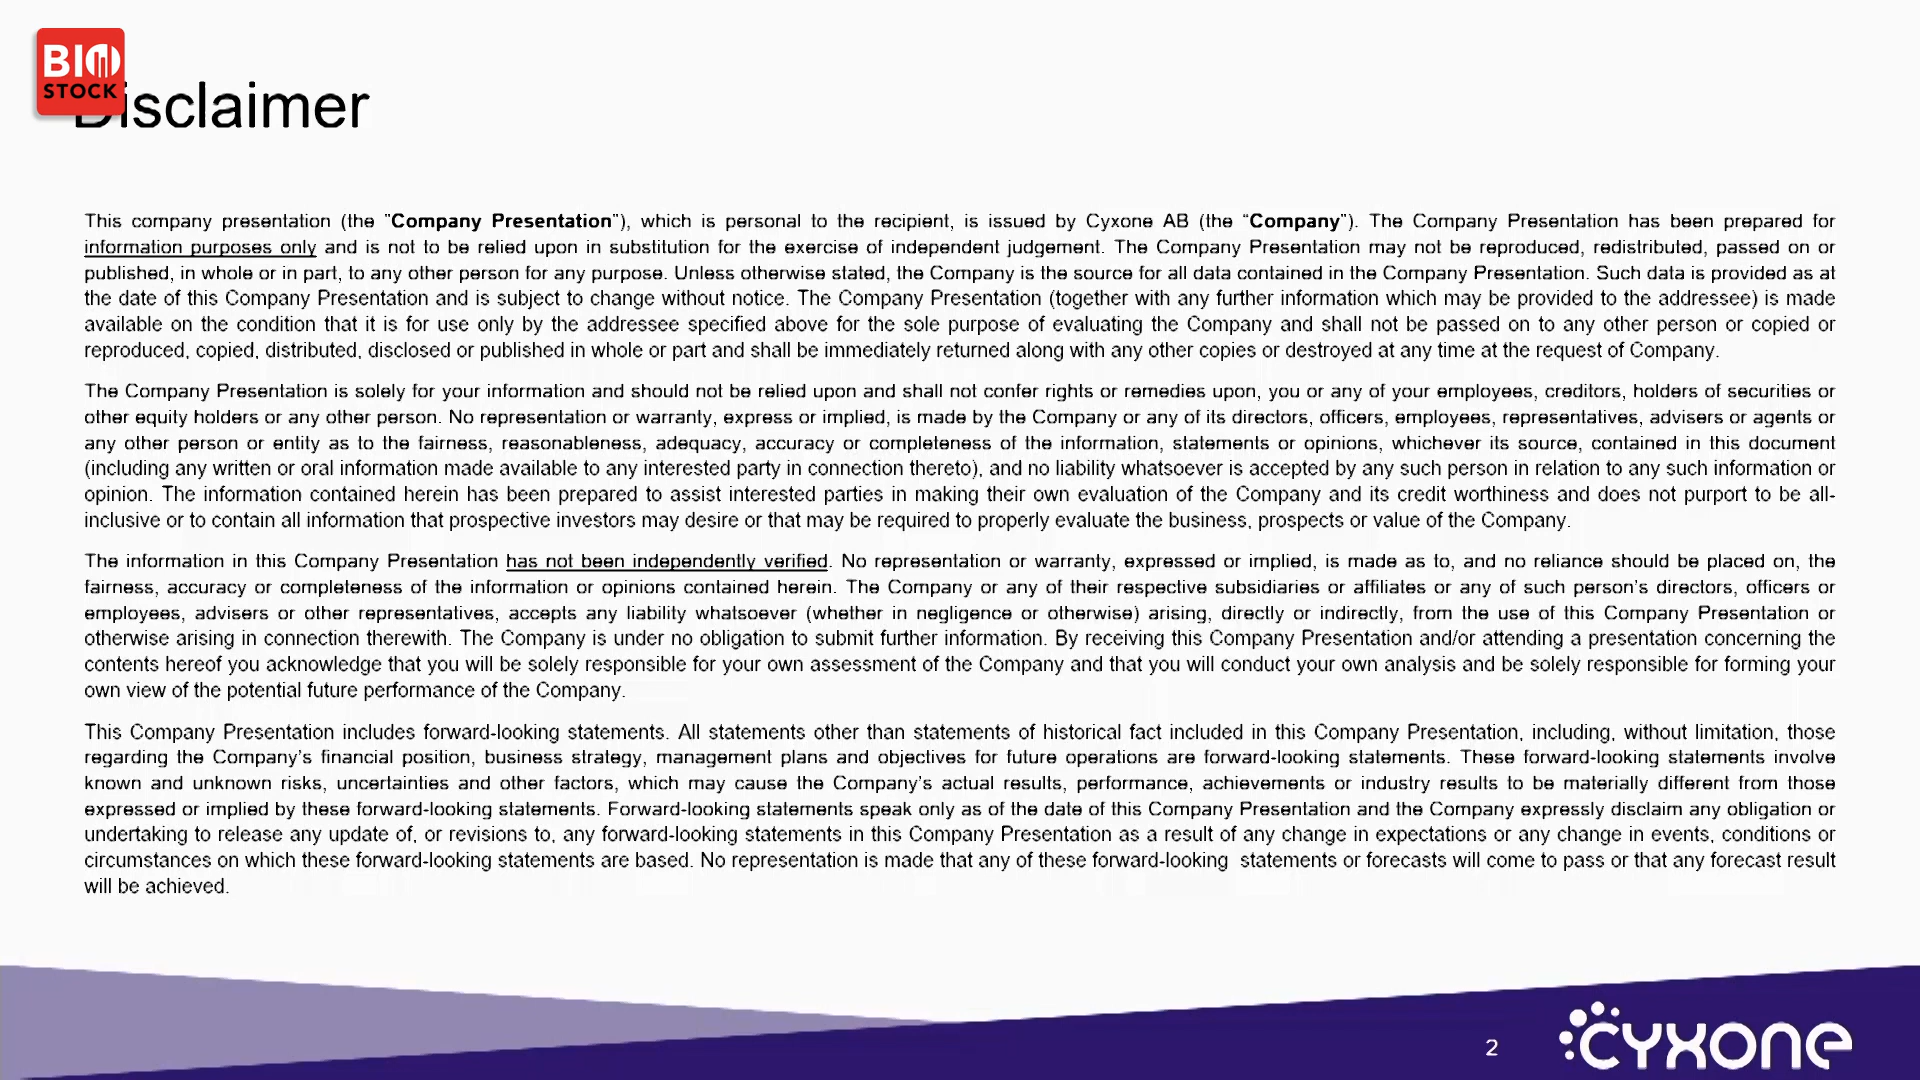 BIO
STOCK
Disclaimer
This company presentation (the "Company Presentation"), which is personal to the recipient, is issued by Cyxone AB (the “Company”). The Company Presentation has been prepared for
information purposes only and is not to be relied upon in substitution for the exercise of independent judgement. The Company Presentation may not be reproduced, redistributed, passed on or
published, in whole or in part, to any other person for any purpose. Unless otherwise stated, the Company is the source for all data contained in the Company Presentation. Such data is provided as at
the date of this Company Presentation and is subject to change without notice. The Company Presentation (together with any further information which may be provided to the addressee) is made
available on the condition that it is for use only by the addressee specified above for the sole purpose of evaluating the Company and shall not be passed on to any other person or copied or
reproduced, copied, distributed, disclosed or published in whole or part and shall be immediately returned along with any other copies or destroyed at any time at the request of Company.
The Company Presentation is solely for your information and should not be relied upon and shall not confer rights or remedies upon, you or any of your employees, creditors, holders of securities or
other equity holders or any other person. No representation or warranty, express or implied, is made by the Company or any of its directors, officers, employees, representatives, advisers or agents or
any other person or entity as to the fairness, reasonableness, adequacy, accuracy or completeness of the information, statements or opinions, whichever its source, contained in this document
(including any written or oral information made available to any interested party in connection thereto), and no liability whatsoever is accepted by any such person in relation to any such information or
opinion. The information contained herein has been prepared to assist interested parties in making their own evaluation of the Company and its credit worthiness and does not purport to be all-
inclusive or to contain all information that prospective investors may desire or that may be required to properly evaluate the business, prospects or value of the Company.
The information in this Company Presentation has not been independently verified. No representation or warranty, expressed or implied, is made as to, and no reliance should be placed on, the
fairness, accuracy or completeness of the information or opinions contained herein. The Company or any of their respective subsidiaries or affiliates or any of such person’s directors, officers or
employees, advisers or other representatives, accepts any liability whatsoever (whether in negligence or otherwise) arising, directly or indirectly, from the use of this Company Presentation or
otherwise arising in connection therewith. The Company is under no obligation to submit further information. By receiving this Company Presentation and/or attending a presentation concerning the
contents hereof you acknowledge that you will be solely responsible for your own assessment of the Company and that you will conduct your own analysis and be solely responsible for forming your
own view of the potential future performance of the Company.
This Company Presentation includes forward-looking statements. All statements other than statements of historical fact included in this Company Presentation, including, without limitation, those
regarding the Company’s financial position, business strategy, management plans and objectives for future operations are forward-looking statements. These forward-looking statements involve
known and unknown risks, uncertainties and other factors, which may cause the Company’s actual results, performance, achievements or industry results to be materially different from those
expressed or implied by these forward-looking statements. Forward-looking statements speak only as of the date of this Company Presentation and the Company expressly disclaim any obligation or
undertaking to release any update of, or revisions to, any forward-looking statements in this Company Presentation as a result of any change in expectations or any change in events, conditions or
circumstances on which these forward-looking statements are based. No representation is made that any of these forward-looking statements or forecasts will come to pass or that any forecast result
will be achieved.
2
CYXONE